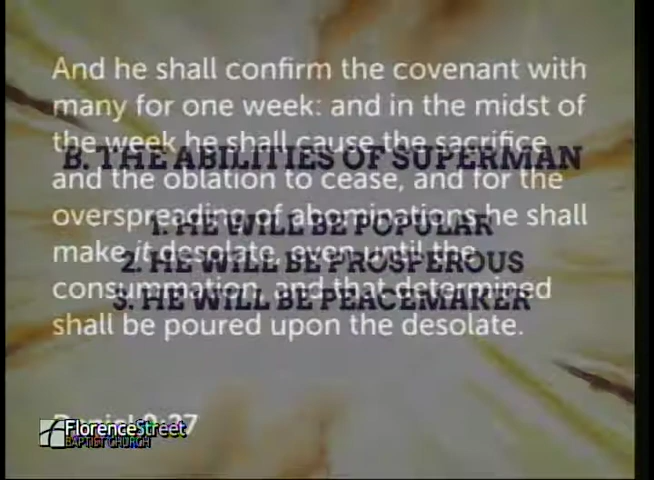 And he shall confirm the covenant with
many for one week: and in the midst of
the week he shall cause the sacrifice
and the oblation to cease, and for the
overspreading of abominations he shall
make it desolate, even until the
consummation, and that determined
shall be poured upon the desolate.
Daniel 9:27
B. THE ABILITIES OF SUPERMAN
1. HE WILL BE POPULAR
2. HE WILL BE PROSPEROUS
3. HE WILL BE PEACEMAKER
FlorenceStreet
BAPTIST CHURCH